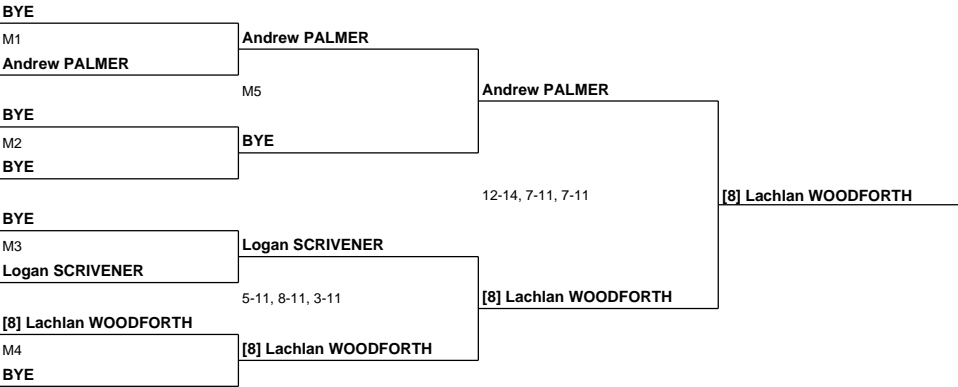 BYE
M1
Andrew PALMER
Andrew PALMER
M5
Andrew PALMER
BYE
M2
BYE
BYE
12-14, 7-11, 7-11
[8] Lachlan WOODFORTH
BYE
M3
Logan SCRIVENER
Logan SCRIVENER
5-11, 8-11, 3-11
[8] Lachlan WOODFORTH
[8] Lachlan WOODFORTH
M4
[8] Lachlan WOODFORTH
BYE